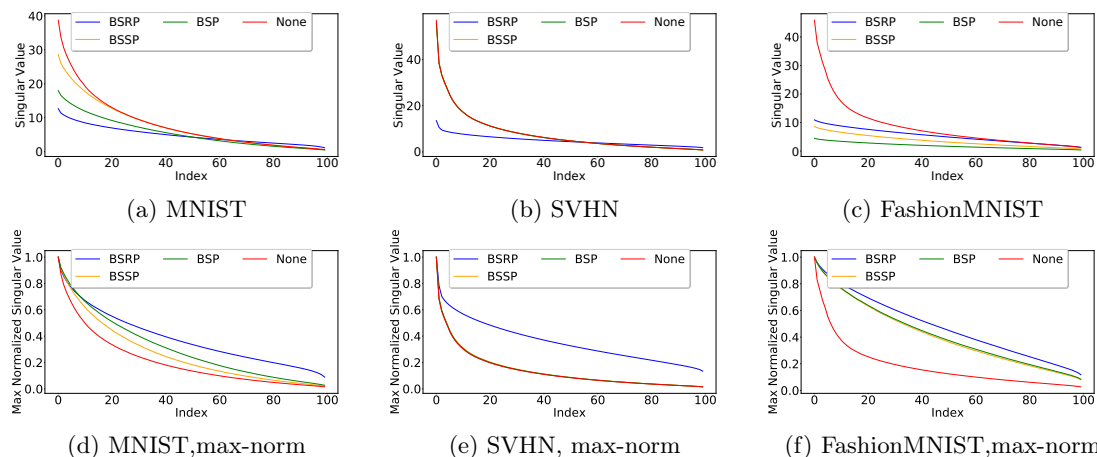 BSRP BSP None
BSSP
Singular Value
40
30
20
10
0
0 20 40 60 80 100
Index
(a) MNIST
BSRP BSP None
BSSP
Singular Value
40
20
0
0 20 40 60 80 100
Index
(b) SVHN
BSRP BSP None
BSSP
Singular Value
40
30
20
10
0
0 20 40 60 80 100
Index
(c) FashionMNIST
BSRP BSP None
BSSP
Max Normalized Singular Value
1.0
0.8
0.6
0.4
0.2
0.0
0 20 40 60 80 100
Index
(d) MNIST,max-norm
BSRP BSP None
BSSP
Max Normalized Singular Value
1.0
0.8
0.6
0.4
0.2
0.0
0 20 40 60 80 100
Index
(e) SVHN, max-norm
BSRP BSP None
BSSP
Max Normalized Singular Value
1.0
0.8
0.6
0.4
0.2
0.0
0 20 40 60 80 100
Index
(f) FashionMNIST,max-norm